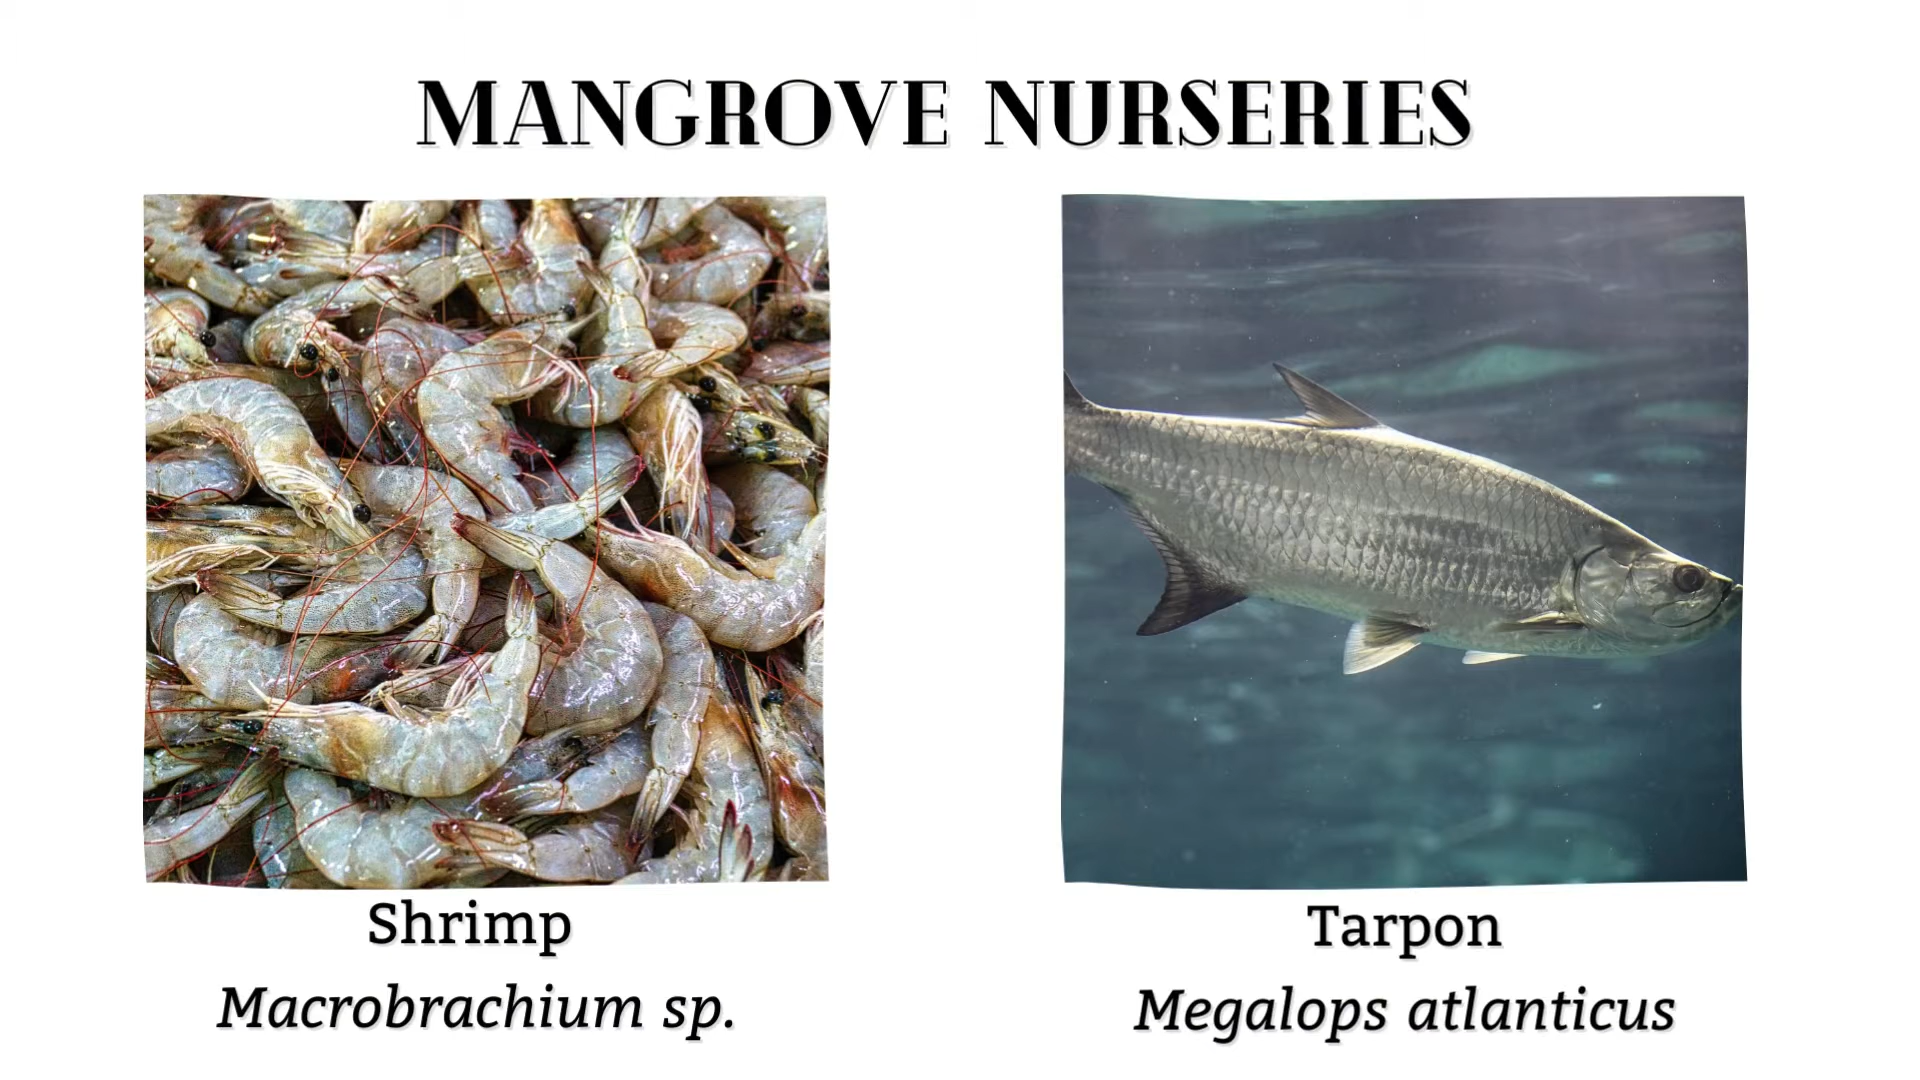 MANGROVE NURSERIES
Shrimp
Macrobrachium sp.
Tarpon
Megalops atlanticus